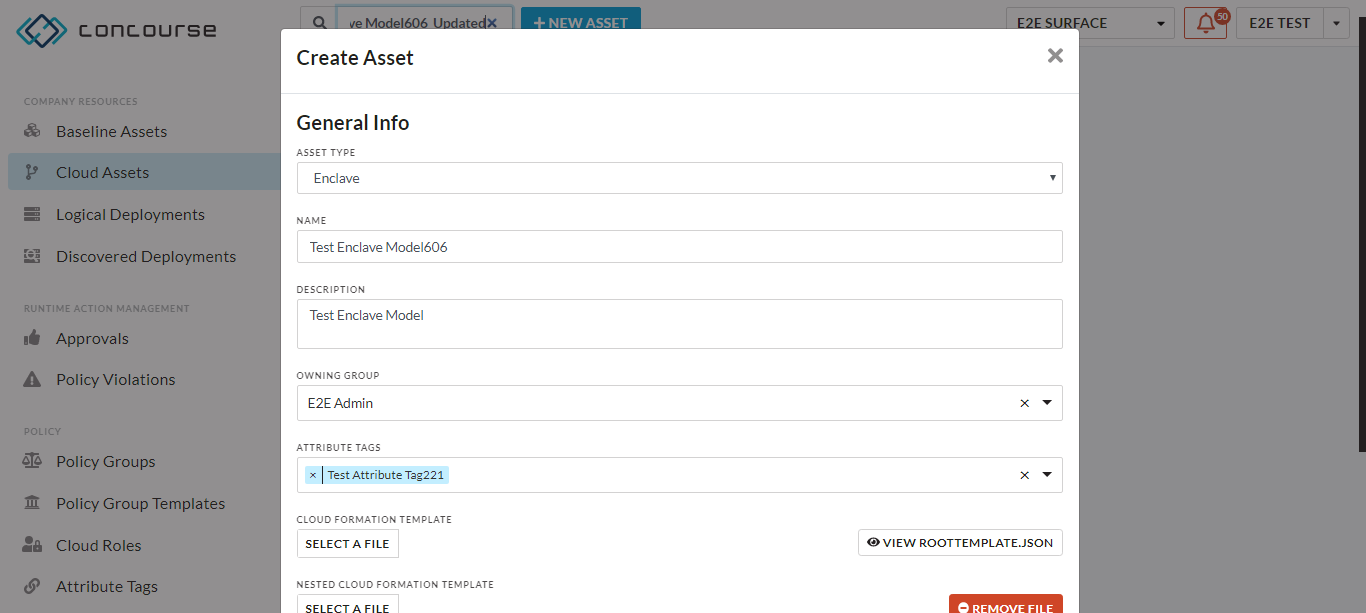 concourse
ve Model606_Updated
+ NEW ASSET
E2E SURFACE
50
E2E TEST
COMPANY RESOURCES
Baseline Assets
Cloud Assets
Logical Deployments
Discovered Deployments
RUNTIME ACTION MANAGEMENT
Approvals
Policy Violations
POLICY
Policy Groups
Policy Group Templates
Cloud Roles
Attribute Tags
Create Asset
General Info
ASSET TYPE
Enclave
NAME
Test Enclave Model606
DESCRIPTION
Test Enclave Model
OWNING GROUP
E2E Admin
ATTRIBUTE TAGS
× Test Attribute Tag221
CLOUD FORMATION TEMPLATE
SELECT A FILE
VIEW ROOTTEMPLATE.JSON
NESTED CLOUD FORMATION TEMPLATE
SELECT A FILE
REMOVE FILE